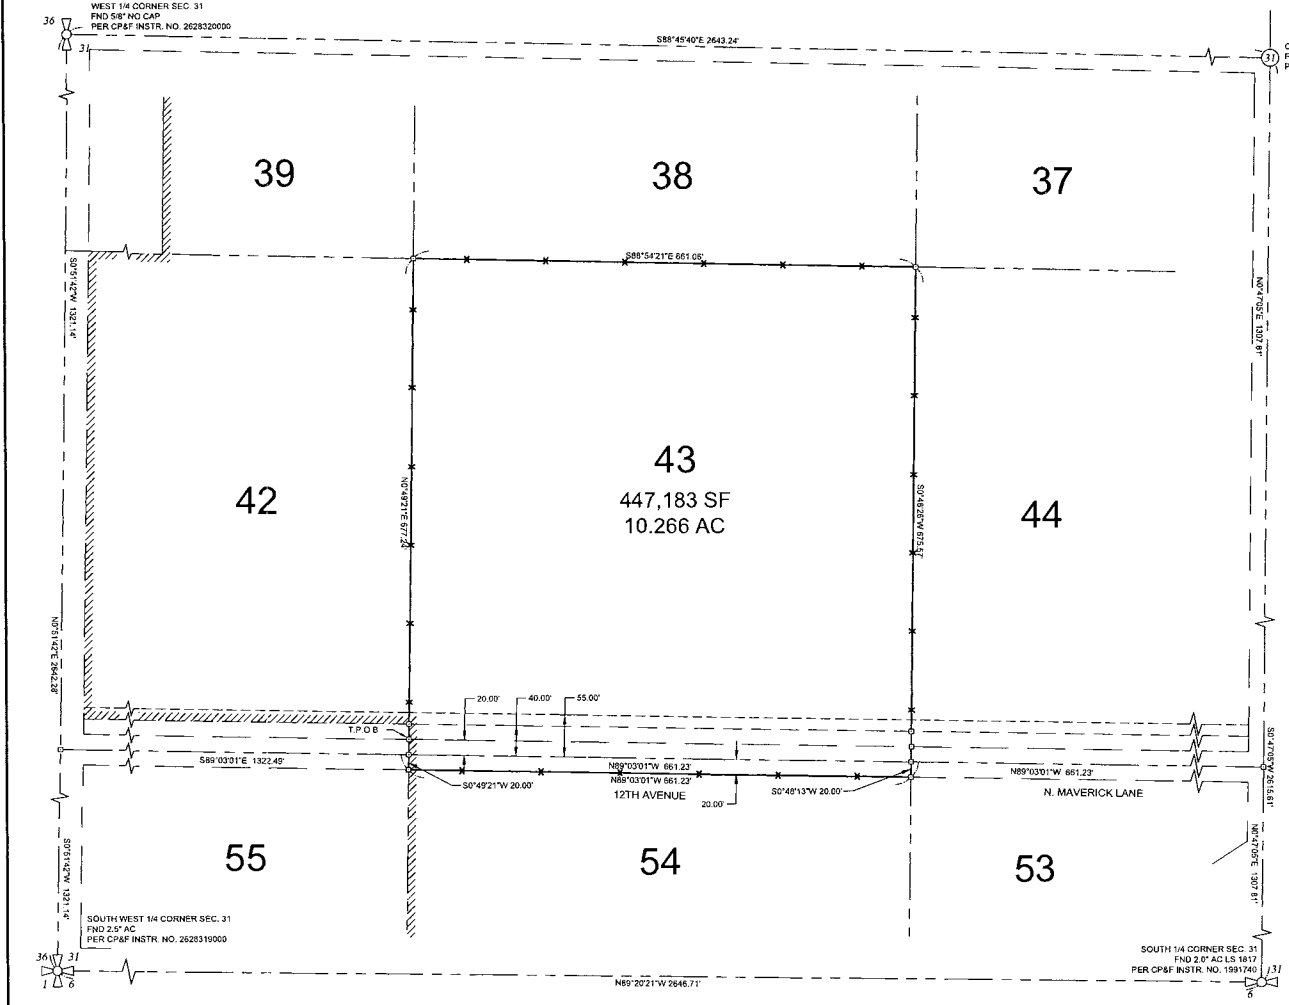 WEST 1/4 CORNER SEC. 31
FND 5/8" NO CAP
PER CP&F INSTR. NO. 2628320000
36
31
S88°45'40"E 2643.24'
31
39
38
37
S88°54'21"E 661.06'
S0°51'42"W 1321.14'
N0°47'05"E 1307.81'
43
447,183 SF
10.266 AC
42
44
N0°49'21"E 677.24'
S0°48'26"W 675.57'
N0°51'42"E 2642.28'
20.00'
40.00'
55.00'
T.P.O.B
S89°03'01"E 1322.49'
N89°03'01"W 661.23'
N89°03'01"W 661.23'
N89°03'01"W 661.23'
S0°49'21"W 20.00'
12TH AVENUE
20.00'
S0°48'13"W 20.00'
N. MAVERICK LANE
S0°47'05"W 2615.61'
55
54
53
S0°51'42"W 1321.14'
N0°47'05"E 1307.81'
SOUTH WEST 1/4 CORNER SEC. 31
FND 2.5" AC
PER CP&F INSTR. NO. 2628319000
SOUTH 1/4 CORNER SEC. 31
FND 2.0" AC LS 1817
PER CP&F INSTR. NO. 1991740
36 31
1 6
31
6
N89°20'21"W 2646.71'